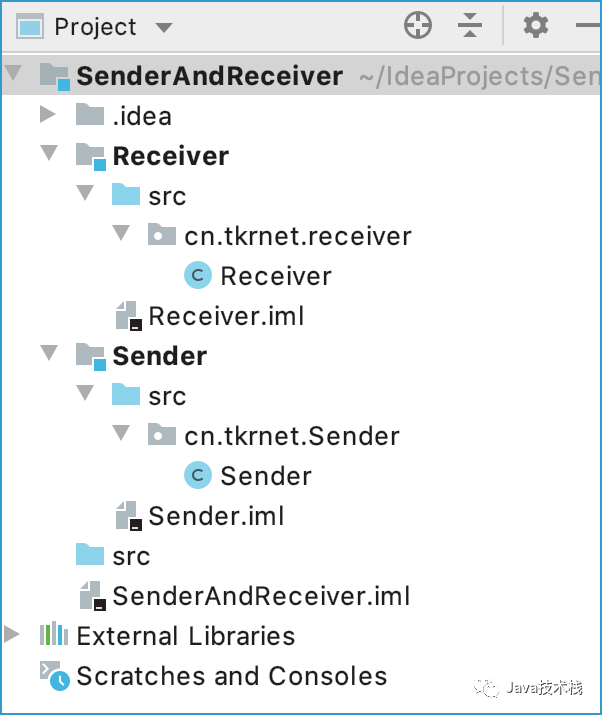 Project
SenderAndReceiver ~/IdeaProjects/Sen
.idea
Receiver
src
cn.tkrnet.receiver
C Receiver
Receiver.iml
Sender
src
cn.tkrnet.Sender
C Sender
Sender.iml
src
SenderAndReceiver.iml
External Libraries
Scratches and Consoles
Java技术栈